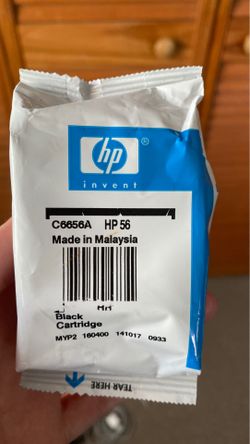 hp
invent
C6656A HP 56
Made in Malaysia
Black
Cartridge
MYP2 160400 141017 0933
TEAR HERE